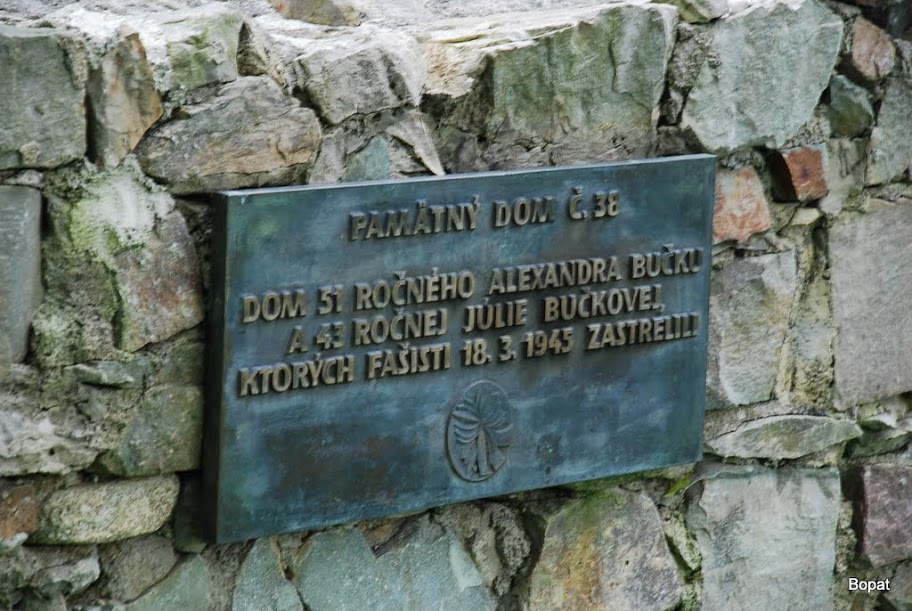 PAMÄTNÝ DOM Č. 38
DOM 51 ROČNÉHO ALEXANDRA BUČKU
A 43 ROČNEJ JÚLIE BUČKOVEJ,
KTORÝCH FAŠISTI 18. 3. 1945 ZASTRELILI
Bopat